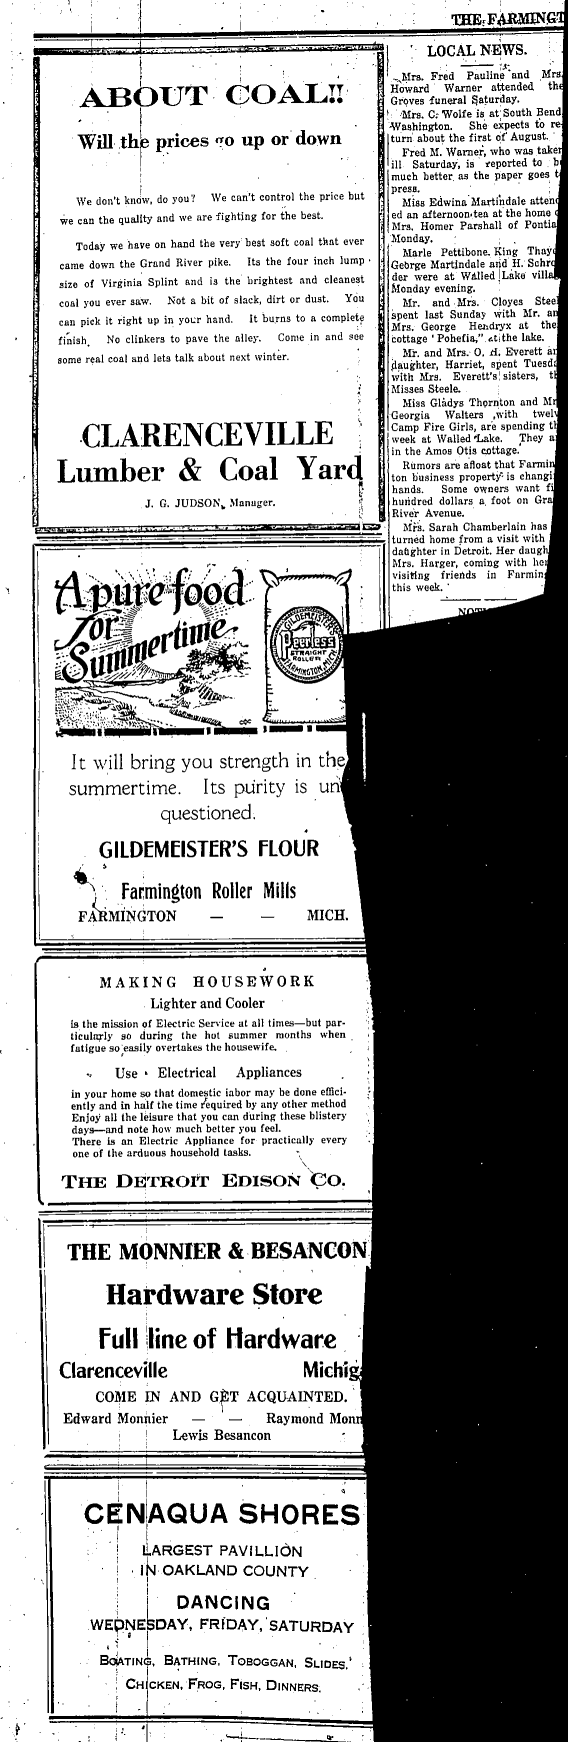 THE FARMINGT
ABOUT COAL!!
Will the prices go up or down
We don't know, do you? We can't control the price but
we can the quality and we are fighting for the best.
Today we have on hand the very best soft coal that ever
came down the Grand River pike. Its the four inch lump
size of Virginia Splint and is the brightest and cleanest
coal you ever saw. Not a bit of slack, dirt or dust. You
can pick it right up in your hand. It burns to a complete
finish. No clinkers to pave the alley. Come in and see
some real coal and lets talk about next winter.
CLARENCEVILLE
Lumber & Coal Yard
J. G. JUDSON, Manager.
A pure food
for
Summertime
GILDEMEISTER'S
Peerless
STRAIGHT
ROLLER
FARMINGTON, MICH.
It will bring you strength in the
summertime. Its purity is un
questioned.
GILDEMEISTER'S FLOUR
Farmington Roller Mills
FARMINGTON — — MICH.
MAKING HOUSEWORK
Lighter and Cooler
is the mission of Electric Service at all times—but par-
ticularly so during the hot summer months when
fatigue so easily overtakes the housewife.
Use Electrical Appliances
in your home so that domestic labor may be done effici-
ently and in half the time required by any other method
Enjoy all the leisure that you can during these blistery
days—and note how much better you feel.
There is an Electric Appliance for practically every
one of the arduous household tasks.
THE DETROIT EDISON CO.
THE MONNIER & BESANCON
Hardware Store
Full line of Hardware
Clarenceville Michig
COME IN AND GET ACQUAINTED.
Edward Monnier — — Raymond Monn
Lewis Besancon
CENAQUA SHORES
LARGEST PAVILLION
IN OAKLAND COUNTY
DANCING
WEDNESDAY, FRIDAY, SATURDAY
BOATING, BATHING, TOBOGGAN, SLIDES,
CHICKEN, FROG, FISH, DINNERS.
LOCAL NEWS.
Mrs. Fred Pauline and Mrs.
Howard Warner attended the
Groves funeral Saturday.
Mrs. C. Wolfe is at South Bend,
Washington. She expects to re-
turn about the first of August.
Fred M. Warner, who was taken
ill Saturday, is reported to b
much better as the paper goes t
press.
Miss Edwina Martindale attend
ed an afternoon tea at the home o
Mrs. Homer Parshall of Pontia
Monday.
Marle Pettibone, King Thaye
George Martindale and H. Schro
der were at Walled Lake villa
Monday evening.
Mr. and Mrs. Cloyes Steel
spent last Sunday with Mr. an
Mrs. George Hendryx at the
cottage 'Pohefia," at the lake.
Mr. and Mrs. O. H. Everett an
daughter, Harriet, spent Tuesda
with Mrs. Everett's sisters, th
Misses Steele.
Miss Gladys Thornton and Mr
Georgia Walters ,with twelv
Camp Fire Girls, are spending th
week at Walled Lake. They a
in the Amos Otis cottage.
Rumors are afloat that Farmin
ton business property is changi
hands. Some owners want fi
hundred dollars a foot on Gra
River Avenue.
Mrs. Sarah Chamberlain has
turned home from a visit with
daughter in Detroit. Her daugh
Mrs. Harger, coming with her
visiting friends in Farming
this week.